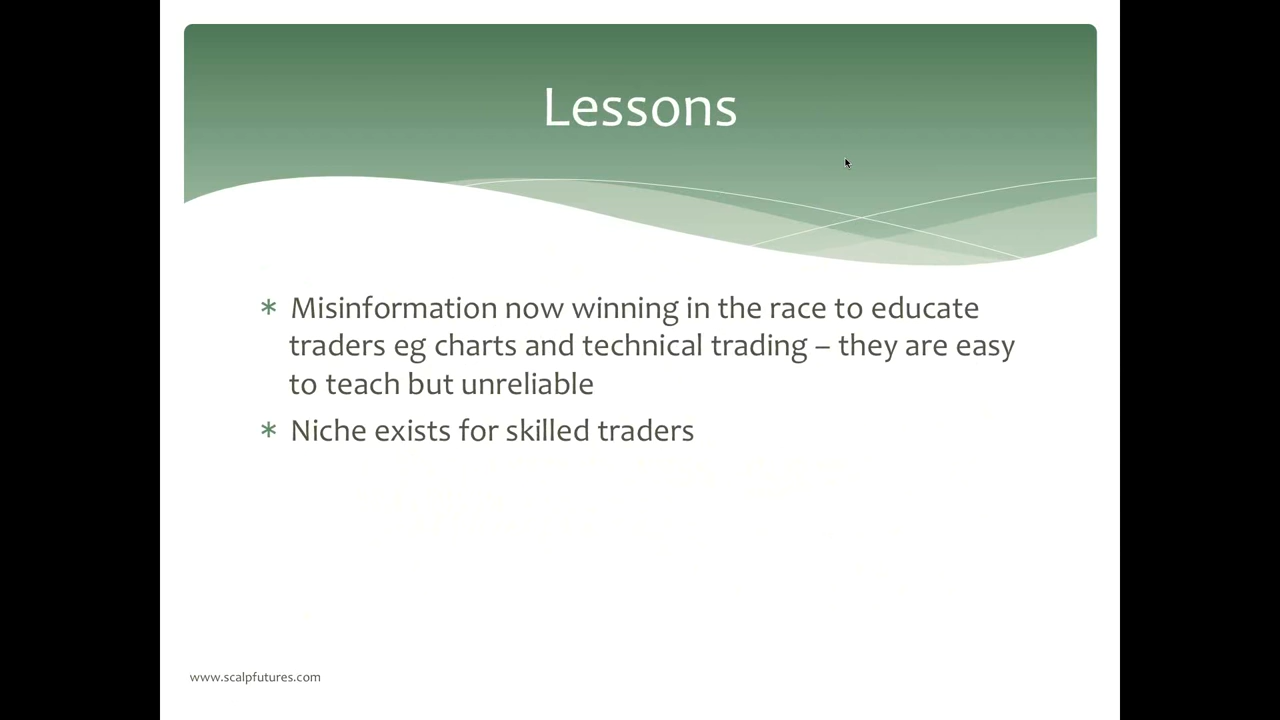 Lessons
* Misinformation now winning in the race to educate
traders eg charts and technical trading – they are easy
to teach but unreliable
* Niche exists for skilled traders
www.scalpfutures.com